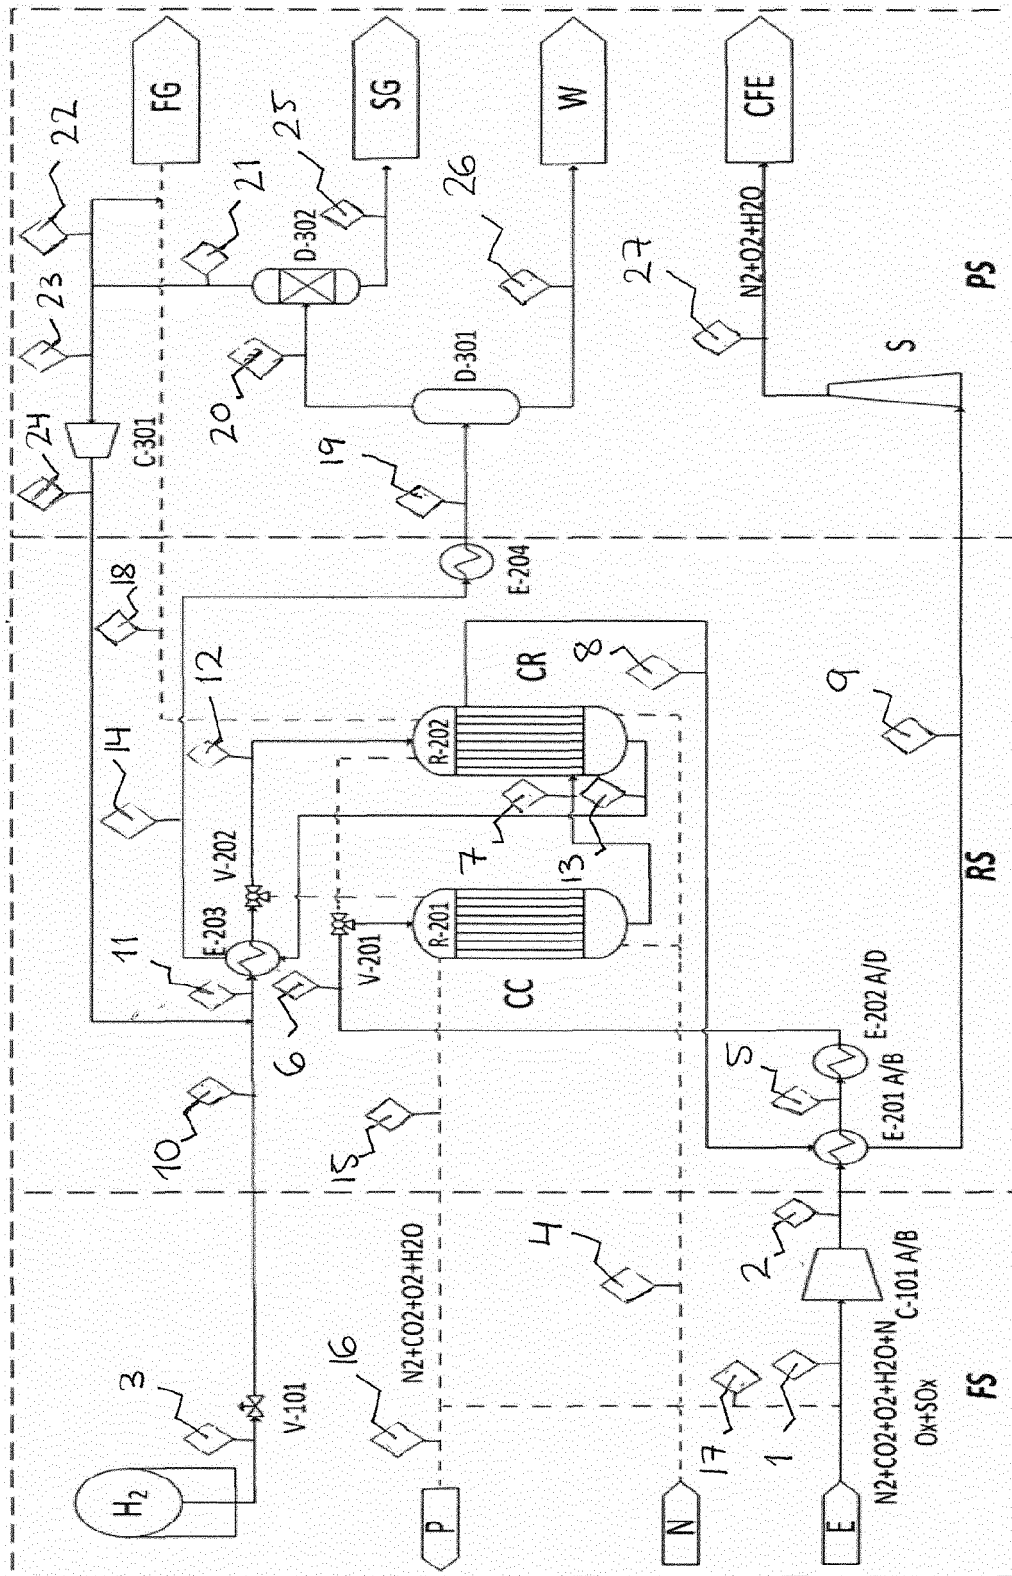 22
FG
23
24
C-301
21
25
SG
D-302
20
26
W
D-301
19
27
CFE
N2+O2+H2O
S
PS
18
14
12
E-204
8
CR
R-202
9
V-202
E-203
11
7
13
R-201
V-201
CC
6
10
15
5
E-202 A/D
E-201 A/B
RS
3
H2
V-101
16
N2+CO2+O2+H2O
P
4
N
17
2
C-101 A/B
1
N2+CO2+O2+H2O+N
Ox+SOx
E
FS